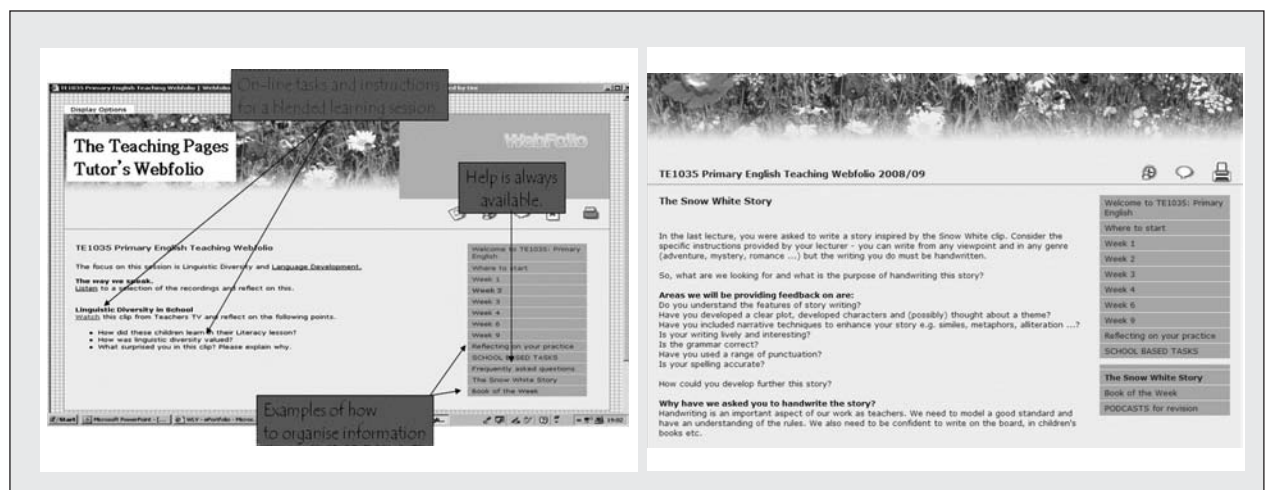 On-line tasks and instructions
for a blended learning session.
Display Options
The Teaching Pages
Tutor's Webfolio
WebFolio
Help is always
available.
TE1035 Primary English Teaching Webfolio
The focus on this session is Linguistic Diversity and Language Development.
The way we speak.
Listen to a selection of the recordings and reflect on this.
Linguistic Diversity in School
Watch this clip from Teachers TV and reflect on the following points.
• How did these children learn in their Literacy lesson?
• How was linguistic diversity valued?
• What surprised you in this clip? Please explain why.
Welcome to TE1035: Primary
English
Where to start
Week 1
Week 2
Week 3
Week 4
Week 6
Week 9
Reflecting on your practice
SCHOOL BASED TASKS
Frequently asked questions
The Snow White Story
Book of the Week
Examples of how
to organise information
Start
19:02
TE1035 Primary English Teaching Webfolio 2008/09
The Snow White Story
In the last lecture, you were asked to write a story inspired by the Snow White clip. Consider the
specific instructions provided by your lecturer - you can write from any viewpoint and in any genre
(adventure, mystery, romance ...) but the writing you do must be handwritten.
So, what are we looking for and what is the purpose of handwriting this story?
Areas we will be providing feedback on are:
Do you understand the features of story writing?
Have you developed a clear plot, developed characters and (possibly) thought about a theme?
Have you included narrative techniques to enhance your story e.g. similes, metaphors, alliteration ...?
Is your writing lively and interesting?
Is the grammar correct?
Have you used a range of punctuation?
Is your spelling accurate?
How could you develop further this story?
Why have we asked you to handwrite the story?
Handwriting is an important aspect of our work as teachers. We need to model a good standard and
have an understanding of the rules. We also need to be confident to write on the board, in children's
books etc.
Welcome to TE1035: Primary
English
Where to start
Week 1
Week 2
Week 3
Week 4
Week 6
Week 9
Reflecting on your practice
SCHOOL BASED TASKS
The Snow White Story
Book of the Week
PODCASTS for revision